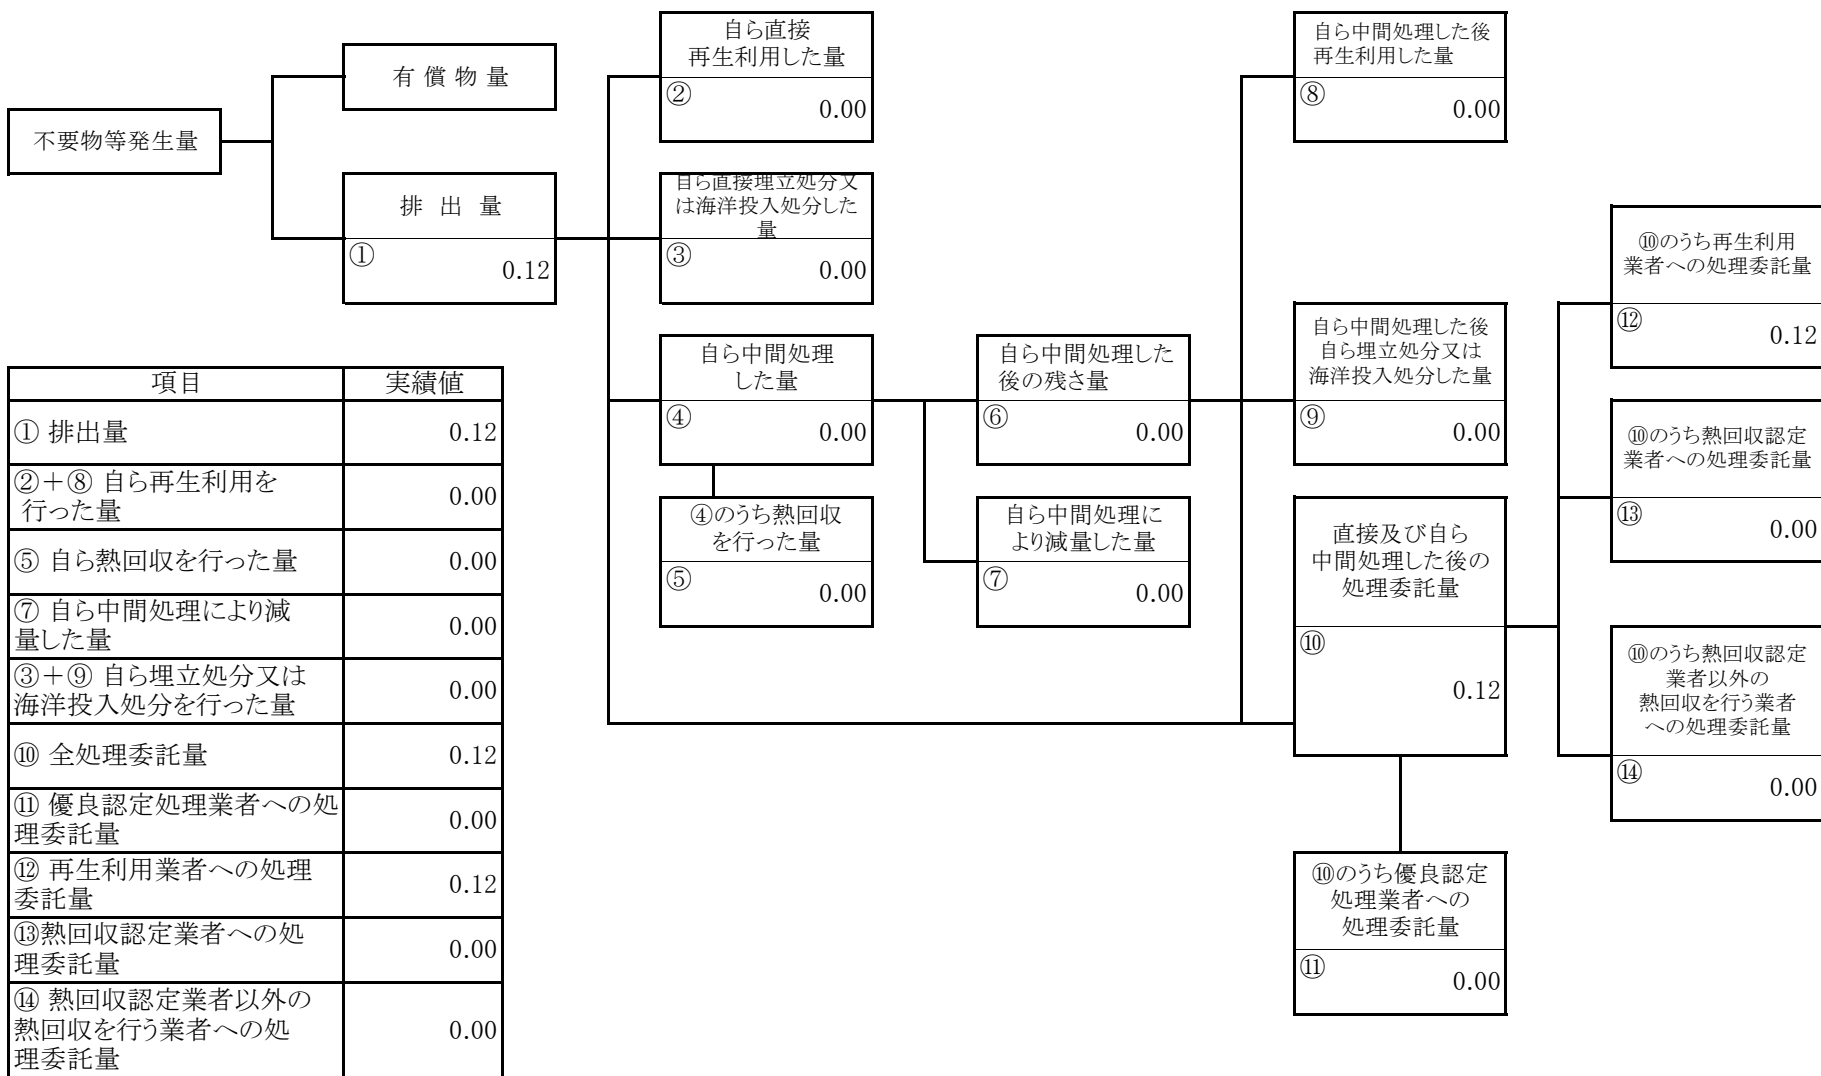 不要物等発生量
有償物量
排出量
①
0.12
自ら直接
再生利用した量
②
0.00
自ら直接埋立処分又
は海洋投入処分した
量
③
0.00
自ら中間処理
した量
④
0.00
④のうち熱回収
を行った量
⑤
0.00
自ら中間処理した
後の残さ量
⑥
0.00
自ら中間処理に
より減量した量
⑦
0.00
自ら中間処理した後
再生利用した量
⑧
0.00
自ら中間処理した後
自ら埋立処分又は
海洋投入処分した量
⑨
0.00
直接及び自ら
中間処理した後の
処理委託量
⑩
0.12
⑩のうち優良認定
処理業者への
処理委託量
⑪
0.00
⑩のうち再生利用
業者への処理委託量
⑫
0.12
⑩のうち熱回収認定
業者への処理委託量
⑬
0.00
⑩のうち熱回収認定
業者以外の
熱回収を行う業者
への処理委託量
⑭
0.00
項目 実績値
① 排出量 0.12
②+⑧ 自ら再生利用を
行った量 0.00
⑤ 自ら熱回収を行った量 0.00
⑦ 自ら中間処理により減
量した量 0.00
③+⑨ 自ら埋立処分又は
海洋投入処分を行った量 0.00
⑩ 全処理委託量 0.12
⑪ 優良認定処理業者への処
理委託量 0.00
⑫ 再生利用業者への処理
委託量 0.12
⑬熱回収認定業者への処
理委託量 0.00
⑭ 熱回収認定業者以外の
熱回収を行う業者への処
理委託量 0.00